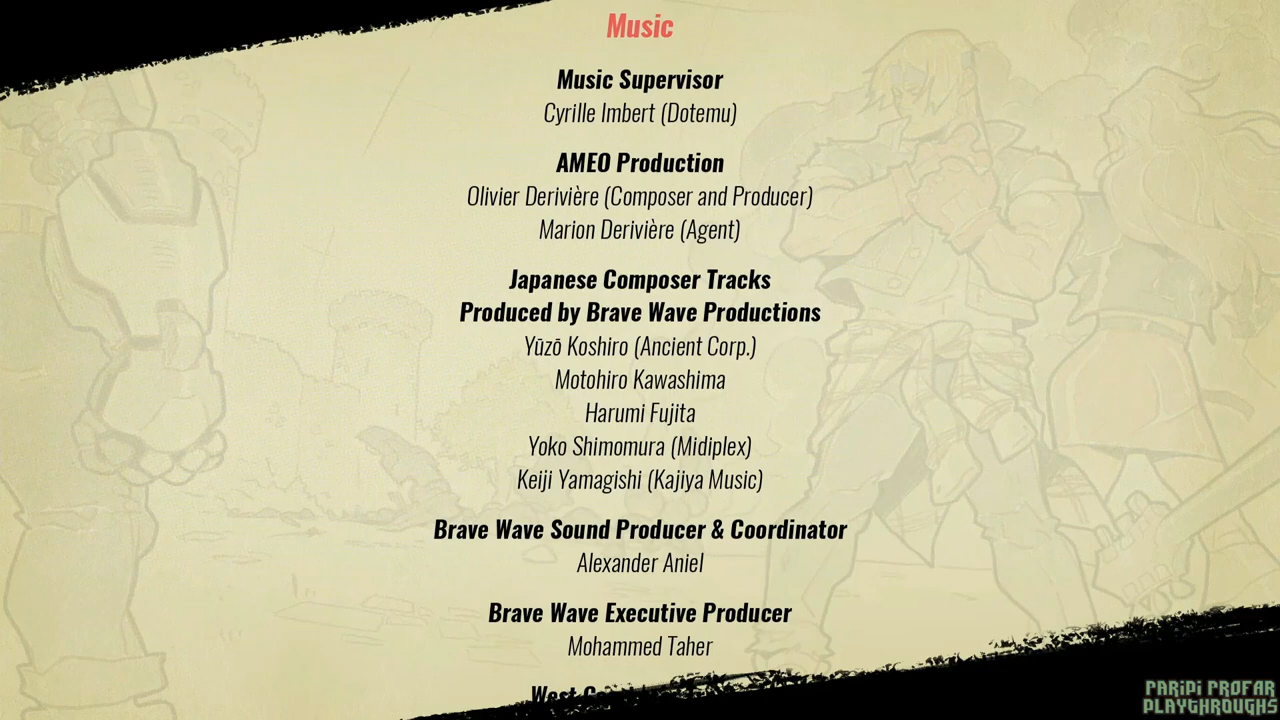 Music
Music Supervisor
Cyrille Imbert (Dotemu)
AMEO Production
Olivier Derivière (Composer and Producer)
Marion Derivière (Agent)
Japanese Composer Tracks
Produced by Brave Wave Productions
Yūzō Koshiro (Ancient Corp.)
Motohiro Kawashima
Harumi Fujita
Yoko Shimomura (Midiplex)
Keiji Yamagishi (Kajiya Music)
Brave Wave Sound Producer & Coordinator
Alexander Aniel
Brave Wave Executive Producer
Mohammed Taher
West
PARIPI PROFAR
PLAYTHROUGHS